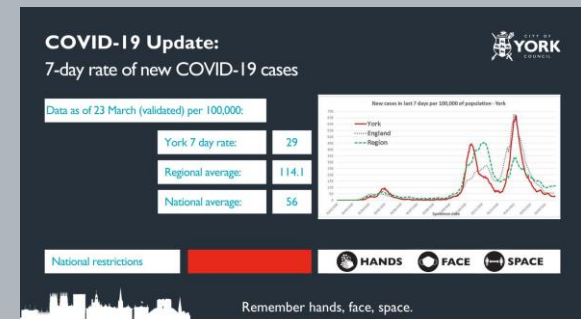 COVID-19 Update:
7-day rate of new COVID-19 cases
CITY OF
YORK
COUNCIL
Data as of 23 March (validated) per 100,000:
York 7 day rate: 29
Regional average: 114.1
National average: 56
New cases in last 7 days per 100,000 of population - York
York
England
Region
Specimen date
National restrictions
HANDS FACE SPACE
Remember hands, face, space.